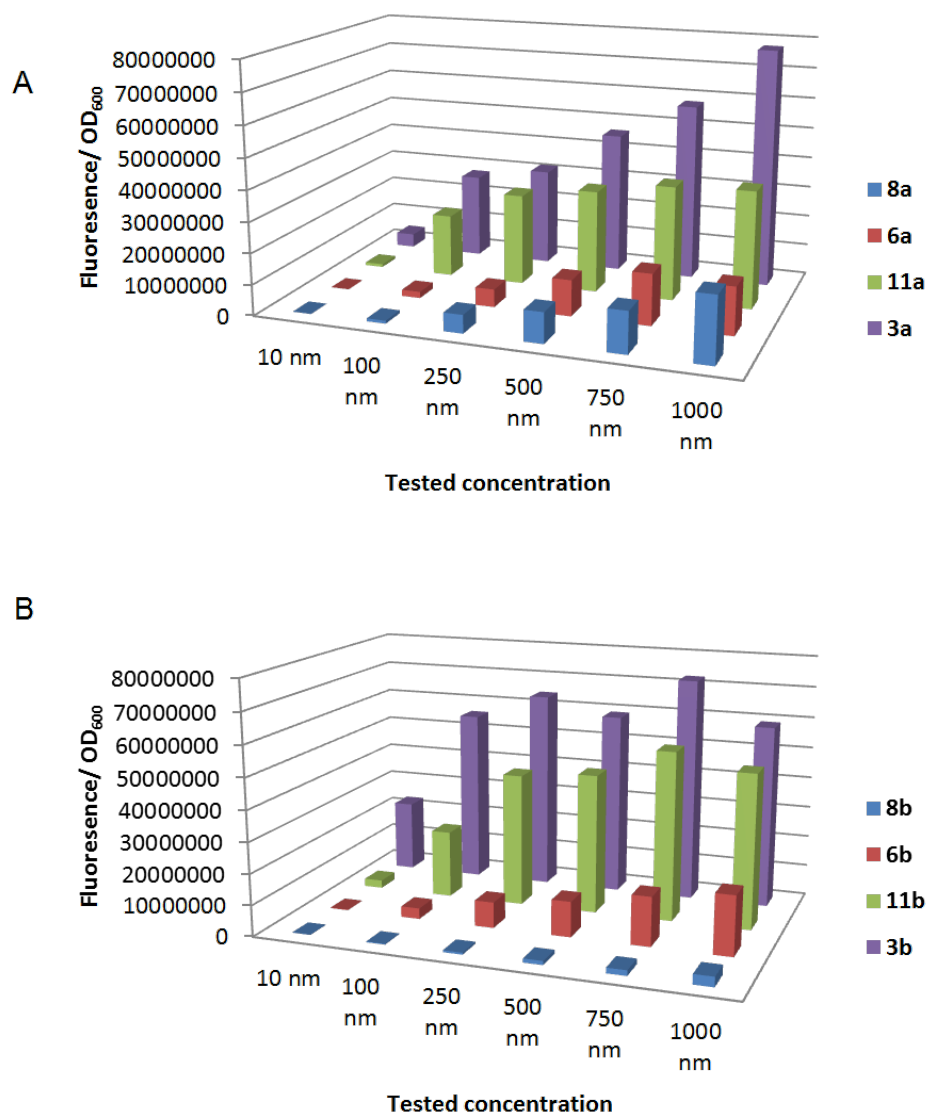 A
Fluoresence/ OD600
80000000
70000000
60000000
50000000
40000000
30000000
20000000
10000000
0
10 nm
100
nm
250
nm
500
nm
750
nm
1000
nm
Tested concentration
8a
6a
11a
3a
B
Fluoresence/ OD600
80000000
70000000
60000000
50000000
40000000
30000000
20000000
10000000
0
10 nm
100
nm
250
nm
500
nm
750
nm
1000
nm
Tested concentration
8b
6b
11b
3b